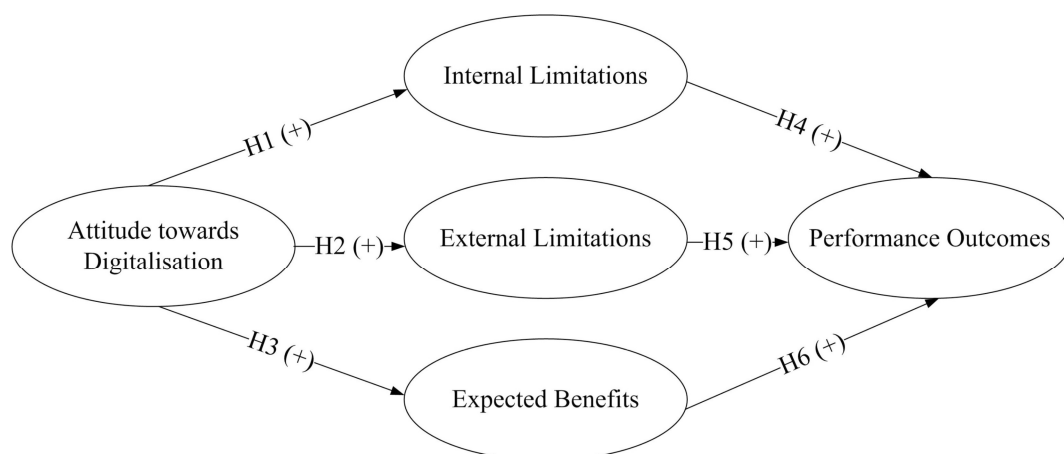 Internal Limitations
H1 (+)
H4 (+)
Attitude towards
Digitalisation
H2 (+)
External Limitations
H5 (+)
Performance Outcomes
H3 (+)
H6 (+)
Expected Benefits